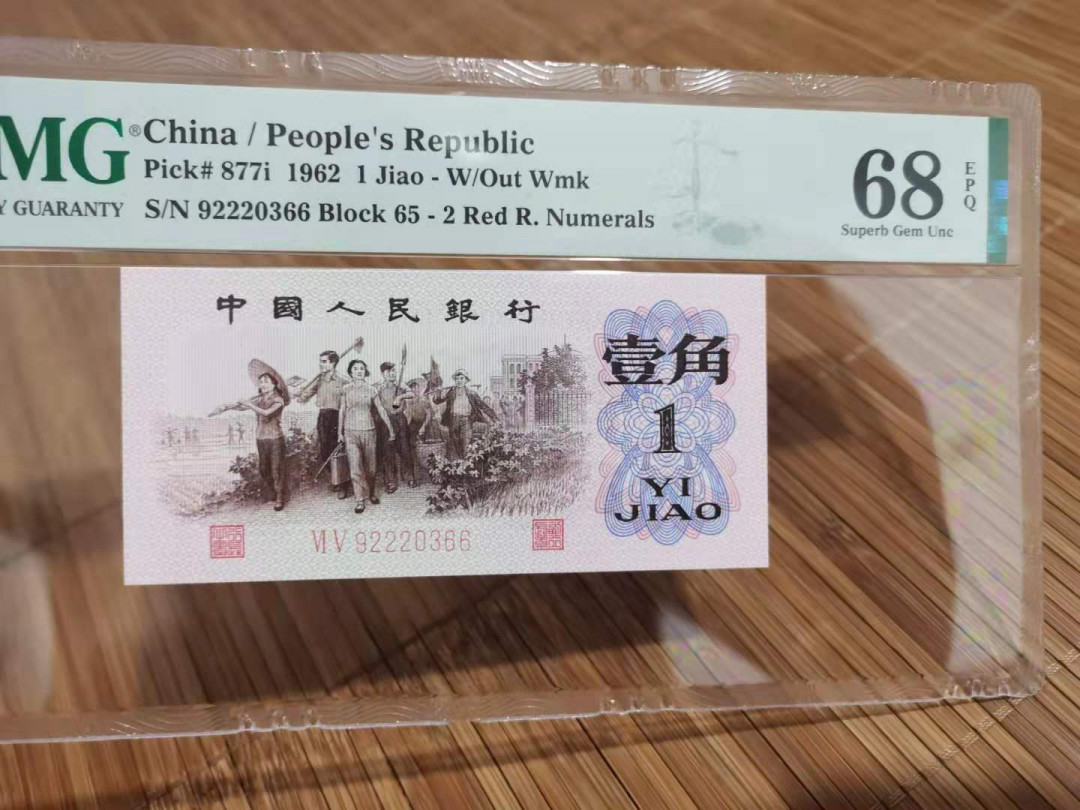 MG® China / People's Republic
Pick# 877i 1962 1 Jiao - W/Out Wmk
Y GUARANTY S/N 92220366 Block 65 - 2 Red R. Numerals
68 EPQ
Superb Gem Unc
中國人民銀行
壹角
1
YI
JIAO
VI V 92220366